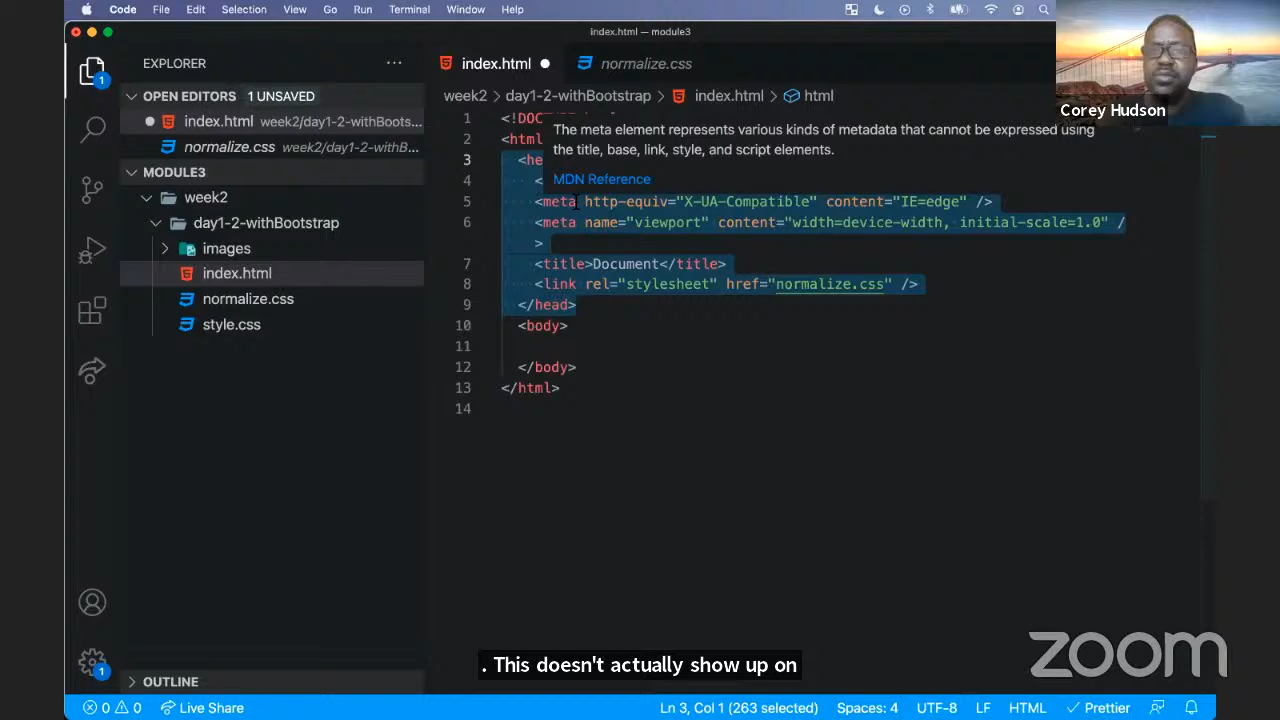 Code File Edit Selection View Go Run Terminal Window Help
index.html — module3
EXPLORER
OPEN EDITORS 1 UNSAVED
index.html week2/day1-2-withBoots...
normalize.css week2/day1-2-withB...
MODULE3
week2
day1-2-withBootstrap
images
index.html
normalize.css
style.css
OUTLINE
1
1
index.html normalize.css
week2 > day1-2-withBootstrap > index.html > html
1 <!DOC
2 <html
3 <he
4 <
The meta element represents various kinds of metadata that cannot be expressed using
the title, base, link, style, and script elements.
MDN Reference
5 <meta http-equiv="X-UA-Compatible" content="IE=edge" />
6 <meta name="viewport" content="width=device-width, initial-scale=1.0" /
>
7 <title>Document</title>
8 <link rel="stylesheet" href="normalize.css" />
9 </head>
10 <body>
11
12 </body>
13 </html>
14
Corey Hudson
. This doesn't actually show up on
zoom
0 0 Live Share Ln 3, Col 1 (263 selected) Spaces: 4 UTF-8 LF HTML Prettier